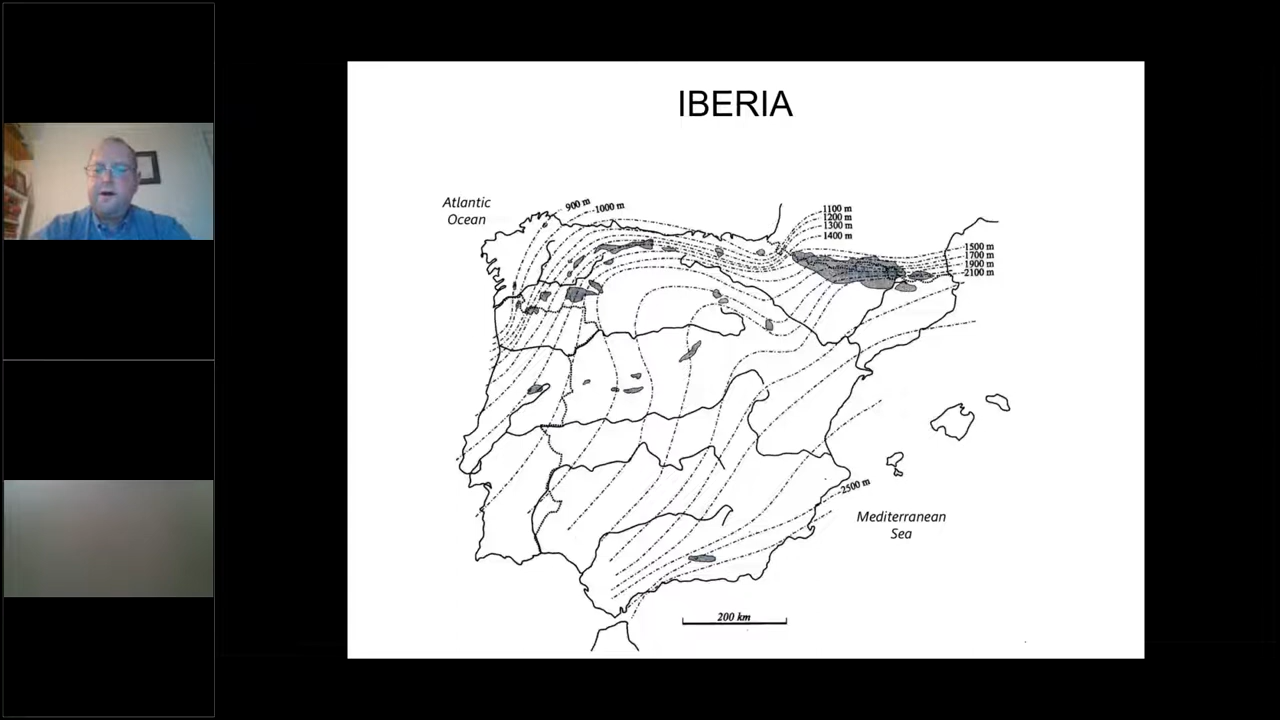 IBERIA
Atlantic
Ocean
900 m
1000 m
1100 m
1200 m
1300 m
1400 m
1500 m
1700 m
1900 m
2100 m
2500 m
Mediterranean
Sea
200 km